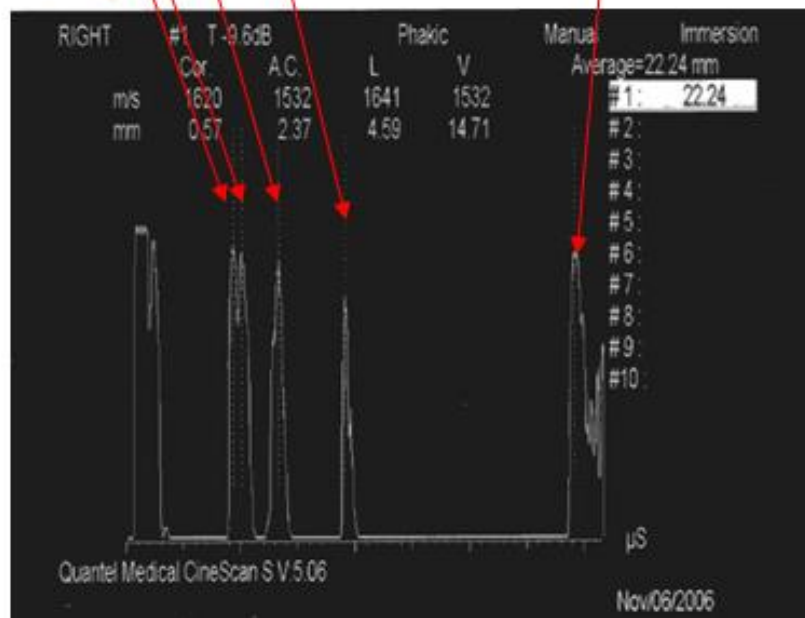 RIGHT #1 T -9.6dB Phakic Manual Immersion
Cor. A.C. L V Average=22.24 mm
m/s 1620 1532 1641 1532 #1: 22.24
mm 0.57 2.37 4.59 14.71 #2:
#3:
#4:
#5:
#6:
#7:
#8:
#9:
#10:
µS
Quantel Medical CineScan S V:5.06
Nov/06/2006